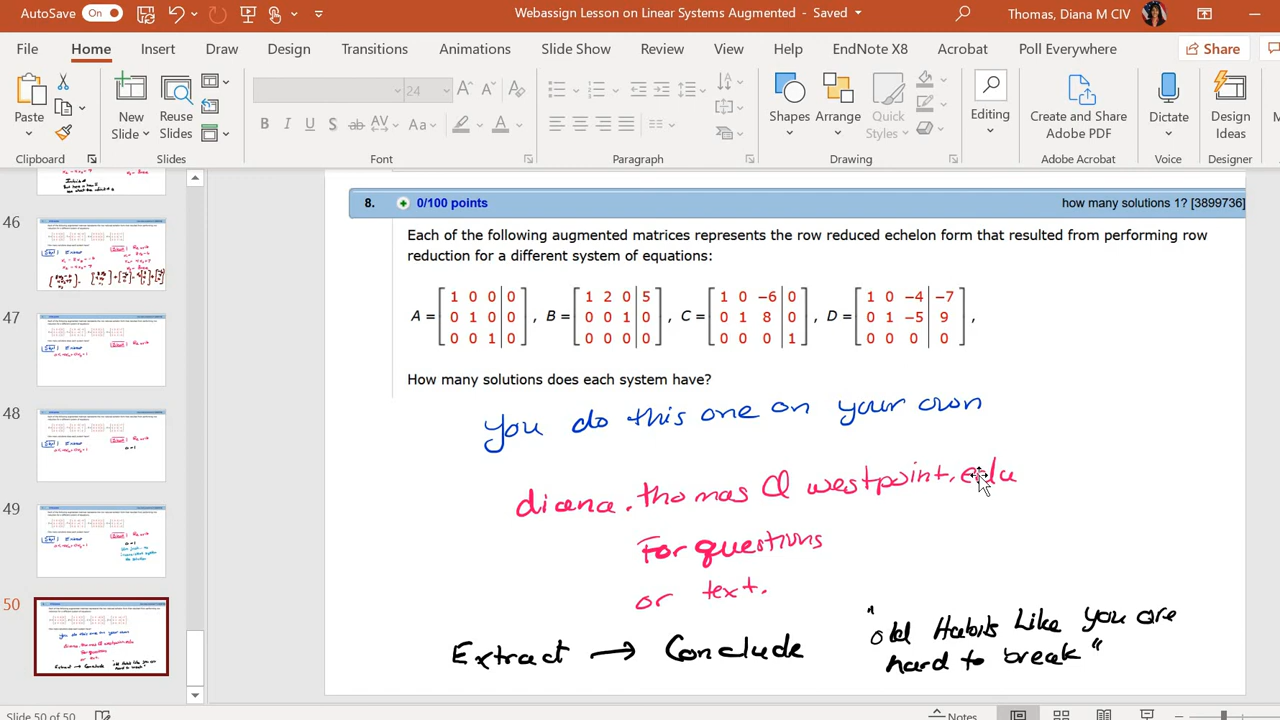 AutoSave On Webassign Lesson on Linear Systems Augmented - Saved Thomas, Diana M CIV
File Home Insert Draw Design Transitions Animations Slide Show Review View Help EndNote X8 Acrobat Poll Everywhere Share
Paste New Slide Reuse Slides 24 Shapes Arrange Quick Styles Editing Create and Share Adobe PDF Dictate Design Ideas
Clipboard Slides Font Paragraph Drawing Adobe Acrobat Voice Designer
46
47
48
49
50
8. 0/100 points how many solutions 1? [3899736]
Each of the following augmented matrices represents the row reduced echelon form that resulted from performing row
reduction for a different system of equations:
1 0 0 0 1 2 0 5 1 0 −6 0 1 0 −4 −7
A = 0 1 0 0 , B = 0 0 1 0 , C = 0 1 8 0 , D = 0 1 −5 9 ,
0 0 1 0 0 0 0 0 0 0 0 1 0 0 0 0
How many solutions does each system have?
you do this one on your own
diana.thomas @ westpoint.edu
For questions
or text.
Extract → Conclude
"old Habits Like you are
hard to break"
Slide 50 of 50 Notes